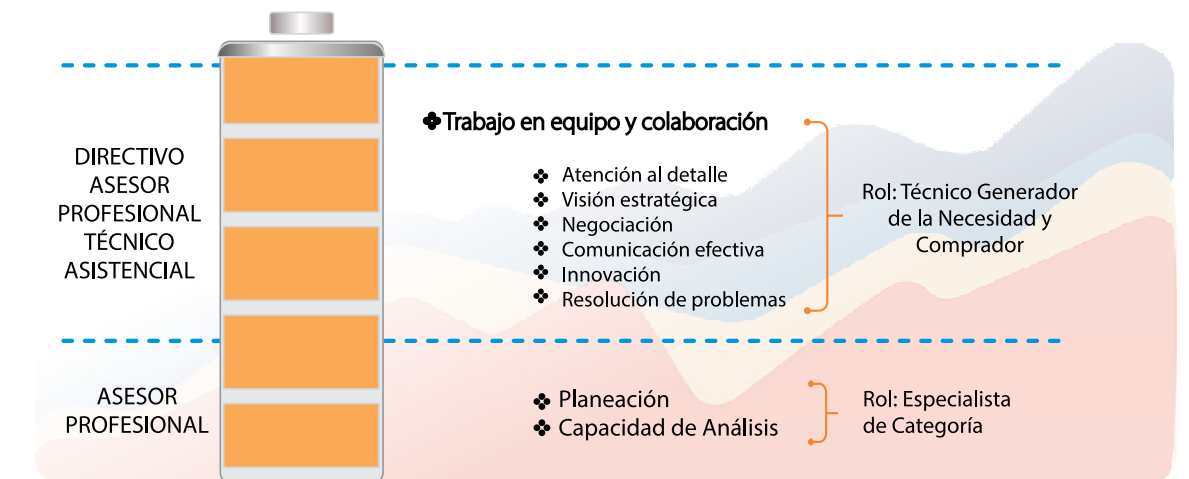 DIRECTIVO
ASESOR
PROFESIONAL
TÉCNICO
ASISTENCIAL
❖Trabajo en equipo y colaboración
❖ Atención al detalle
❖ Visión estratégica
❖ Negociación
❖ Comunicación efectiva
❖ Innovación
❖ Resolución de problemas
Rol: Técnico Generador
de la Necesidad y
Comprador
ASESOR
PROFESIONAL
❖ Planeación
❖ Capacidad de Análisis
Rol: Especialista
de Categoría